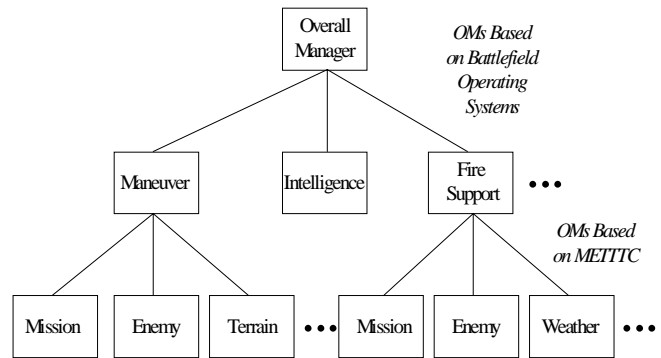 Overall
Manager
OMs Based
on Battlefield
Operating
Systems
Maneuver
Intelligence
Fire
Support
•••
OMs Based
on METTTC
Mission
Enemy
Terrain
•••
Mission
Enemy
Weather
•••